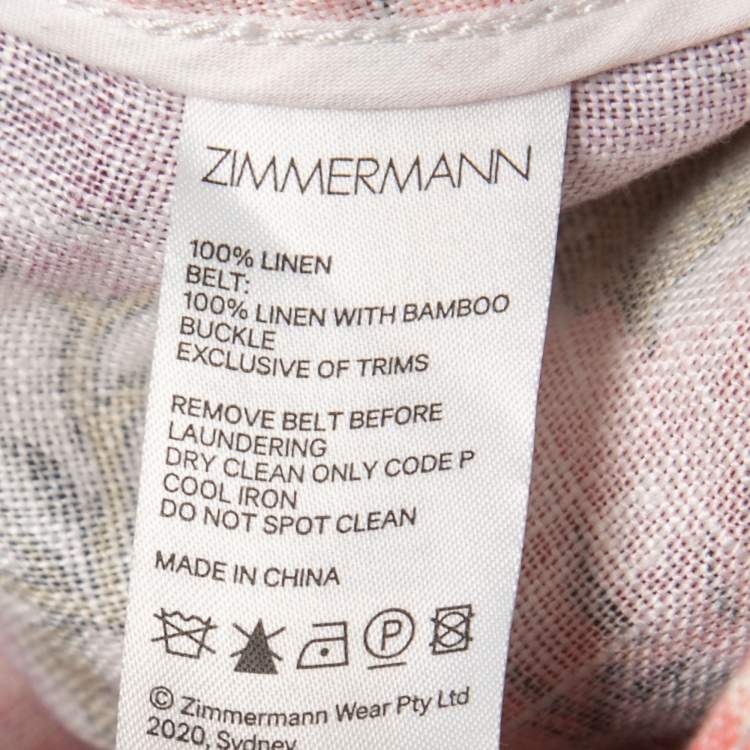 ZIMMERMANN
100% LINEN
BELT:
100% LINEN WITH BAMBOO
BUCKLE
EXCLUSIVE OF TRIMS
REMOVE BELT BEFORE
LAUNDERING
DRY CLEAN ONLY CODE P
COOL IRON
DO NOT SPOT CLEAN
MADE IN CHINA
P
© Zimmermann Wear Pty Ltd
2020, Sydney